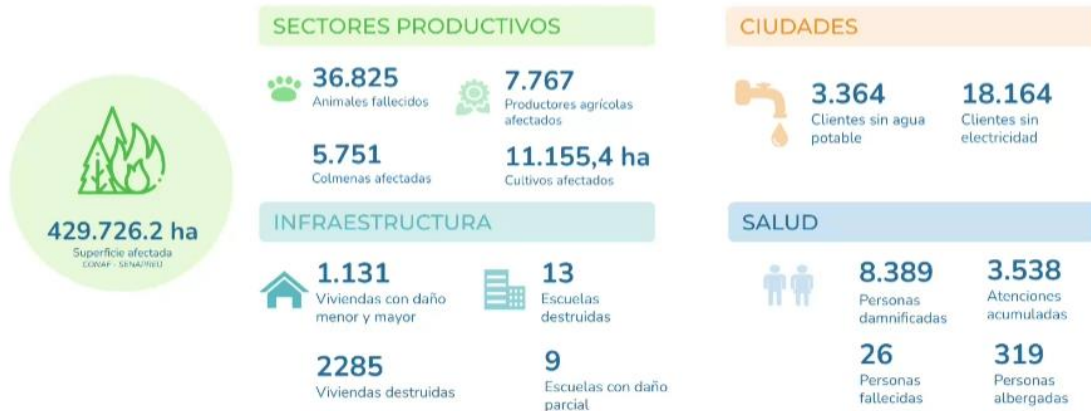 429.726.2 ha
Superficie afectada
CONAF - SENAPRED
SECTORES PRODUCTIVOS
36.825
Animales fallecidos
7.767
Productores agrícolas
afectados
5.751
Colmenas afectadas
11.155,4 ha
Cultivos afectados
INFRAESTRUCTURA
1.131
Viviendas con daño
menor y mayor
13
Escuelas
destruidas
2285
Viviendas destruidas
9
Escuelas con daño
parcial
CIUDADES
3.364
Clientes sin agua
potable
18.164
Clientes sin
electricidad
SALUD
8.389
Personas
damnificadas
3.538
Atenciones
acumuladas
26
Personas
fallecidas
319
Personas
albergadas